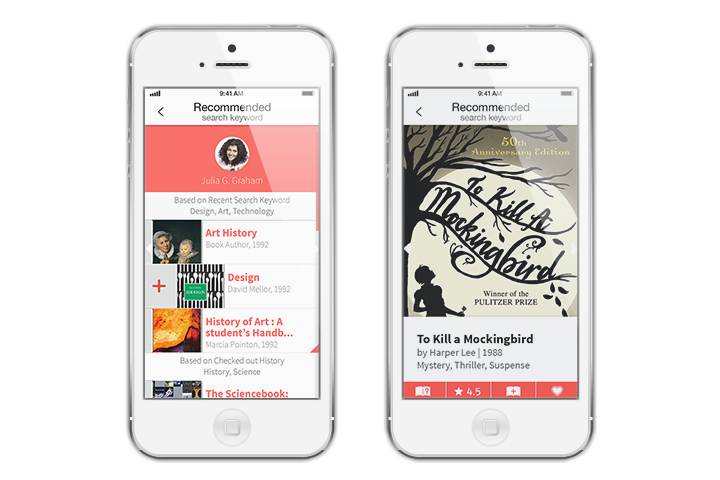 9:41 AM
Recommended
search keyword
Julia G. Graham
Based on Recent Search Keyword
Design, Art, Technology
Art History
Book Author, 1992
DESIGN
Design
David Mellor, 1992
History of Art : A
student's Handb...
Marcia Pointon, 1992
Based on Checked out History
History, Science
The Sciencebook:
9:41 AM
Recommended
search keyword
50th
Anniversary Edition
To Kill A
Mockingbird
Winner of the
PULITZER PRIZE
To Kill a Mockingbird
by Harper Lee | 1988
Mystery, Thriller, Suspense
4.5